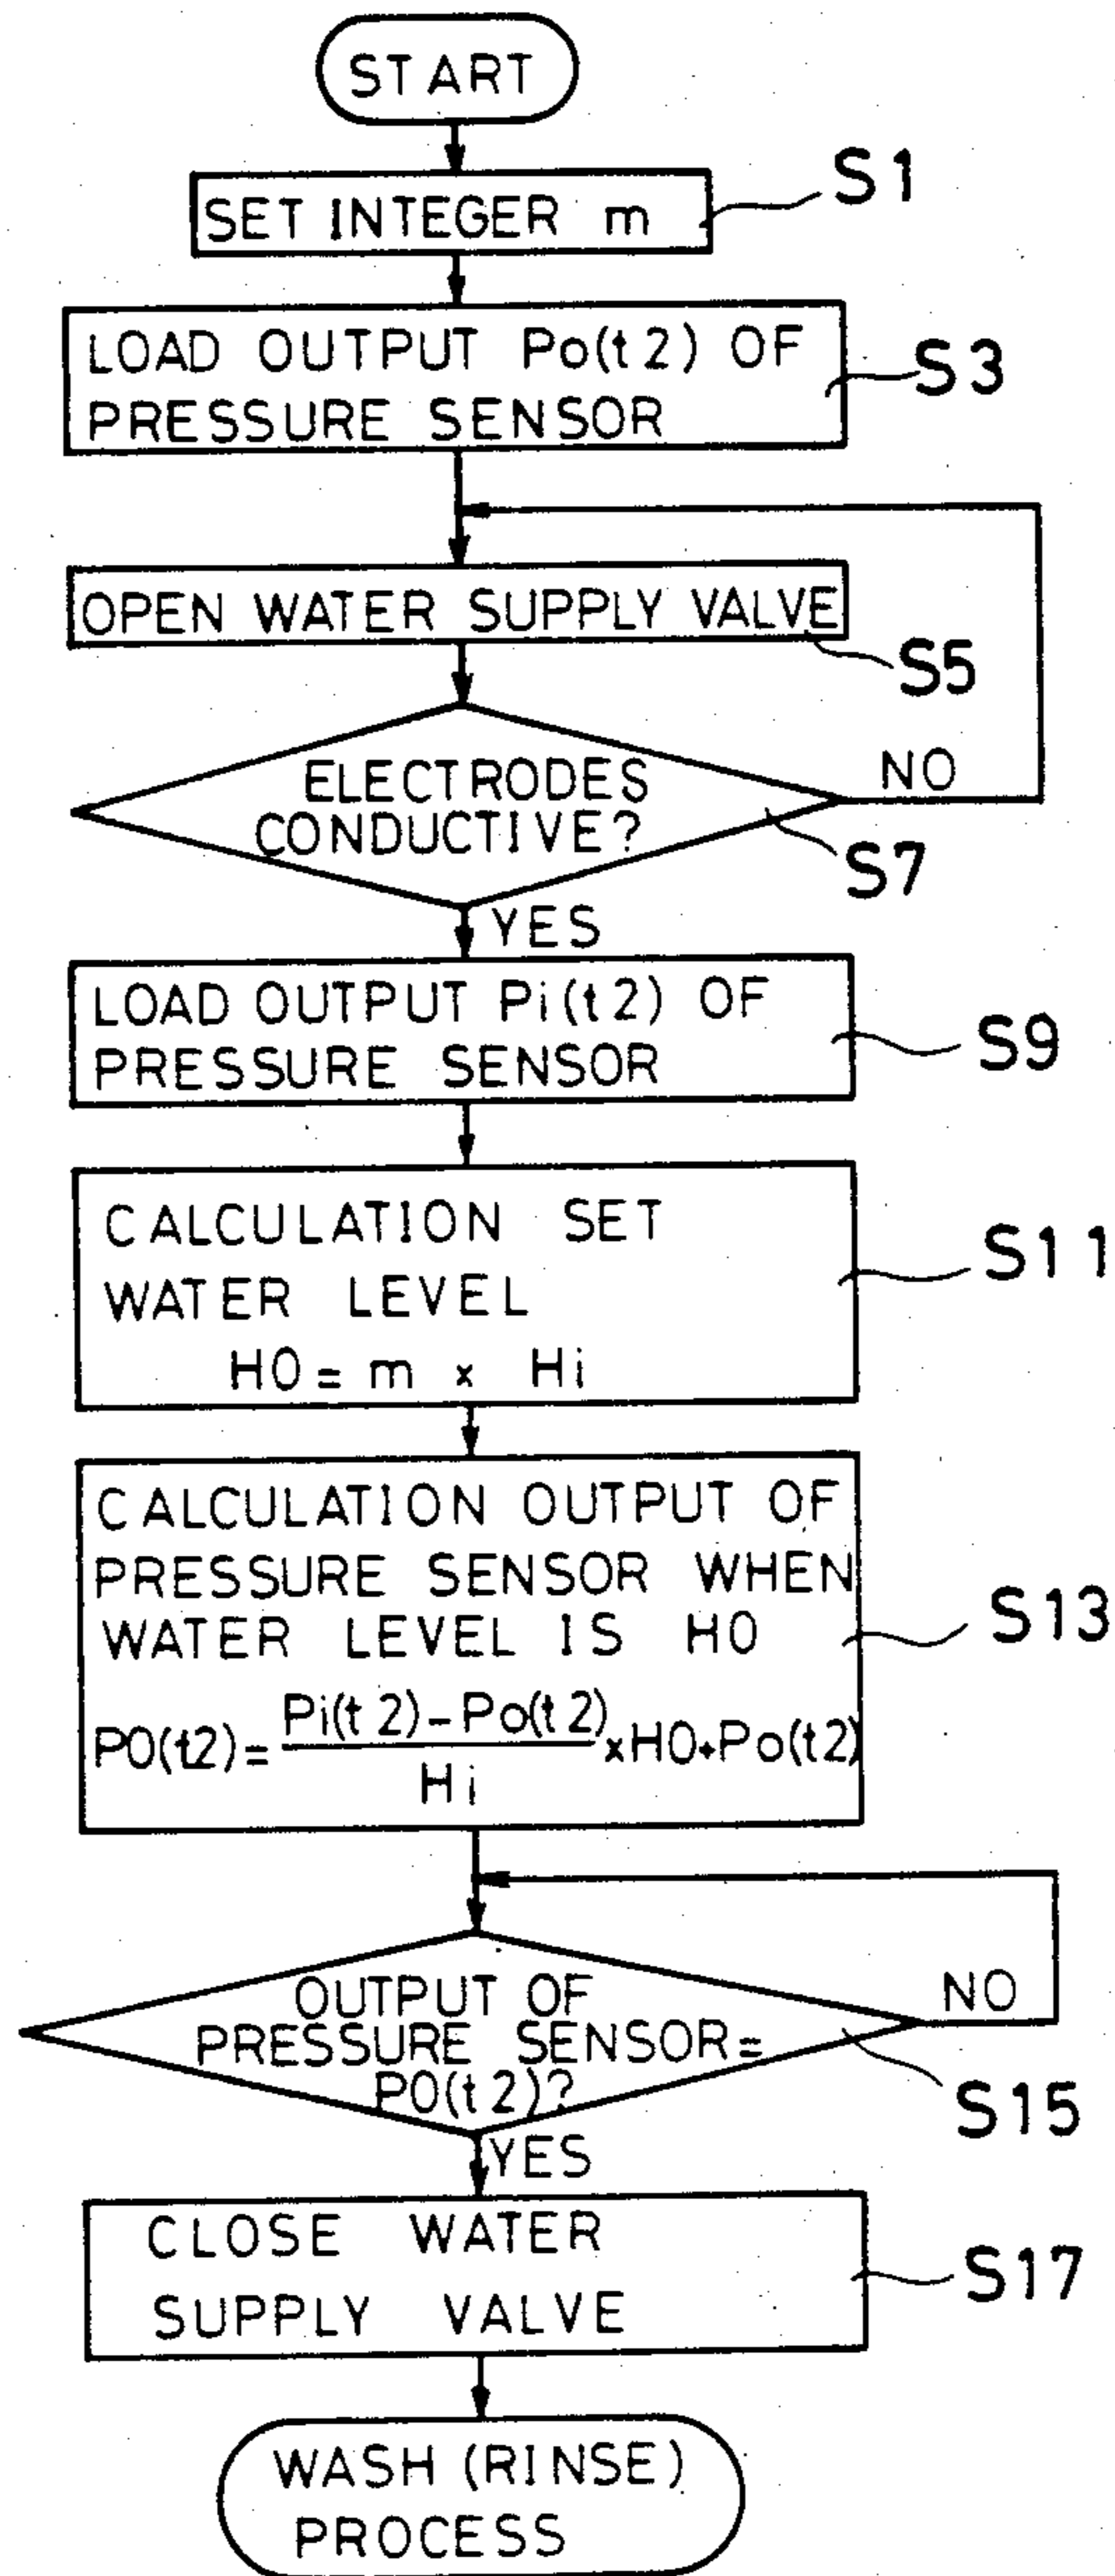 START
SET INTEGER m
S1
LOAD OUTPUT Po(t2) OF
PRESSURE SENSOR
S3
OPEN WATER SUPPLY VALVE
S5
ELECTRODES
CONDUCTIVE?
NO
S7
YES
LOAD OUTPUT Pi(t2) OF
PRESSURE SENSOR
S9
CALCULATION SET
WATER LEVEL
H0 = m × Hi
S11
CALCULATION OUTPUT OF
PRESSURE SENSOR WHEN
WATER LEVEL IS H0
P0(t2) = Pi(t2) - Po(t2) / Hi × H0 + Po(t2)
S13
OUTPUT OF
PRESSURE SENSOR =
P0(t2)?
NO
S15
YES
CLOSE WATER
SUPPLY VALVE
S17
WASH (RINSE)
PROCESS